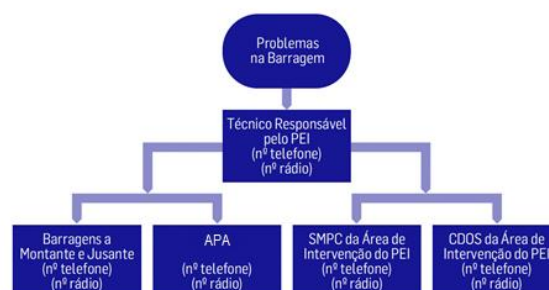 Problemas
na Barragem
Técnico Responsável
pelo PEI
(nº telefone)
(nº rádio)
Barragens a
Montante e Jusante
(nº telefone)
(nº rádio)
APA
(nº telefone)
(nº rádio)
SMPC da Área de
Intervenção do PEI
(nº telefone)
(nº rádio)
CDOS da Área de
Intervenção do PEI
(nº telefone)
(nº rádio)